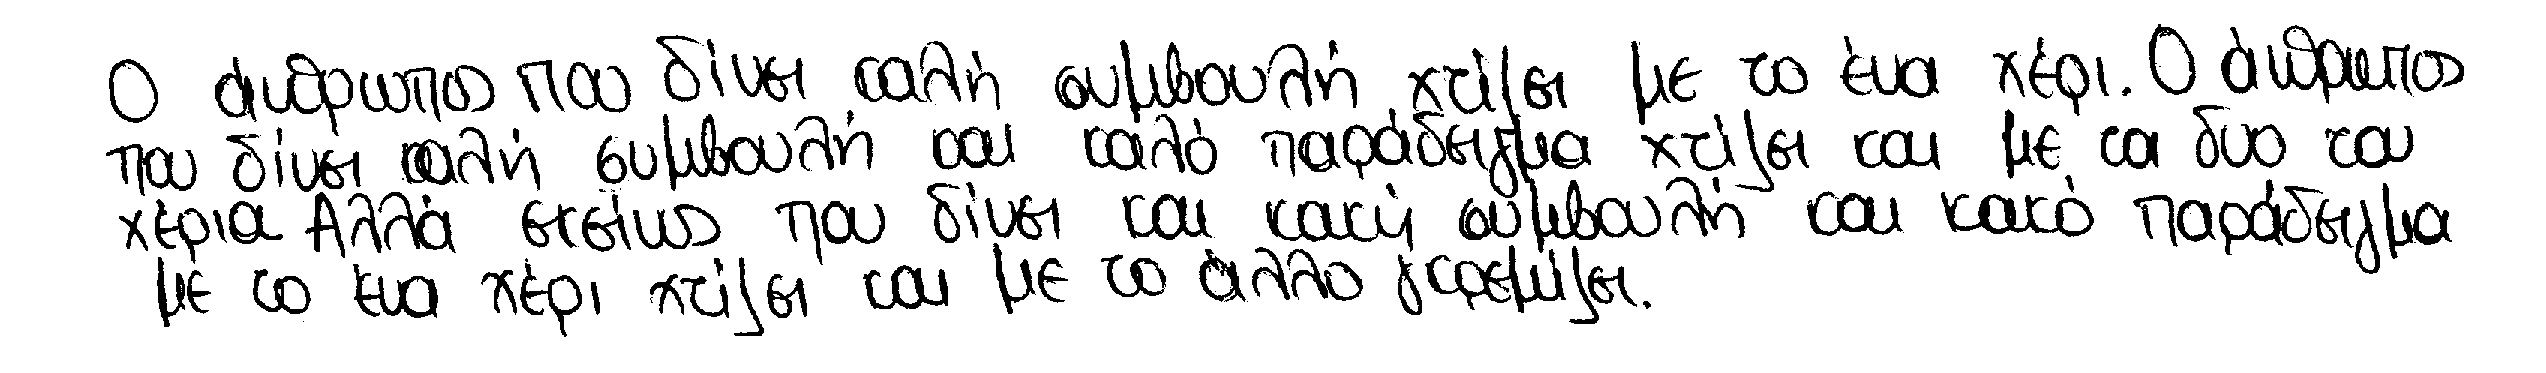 Ο άνθρωπος που δίνει καλή συμβουλή χτίζει με το ένα χέρι. Ο άνθρωπος
που δίνει καλή συμβουλή και καλό παράδειγμα χτίζει και με τα δυο του
χέρια Αλλά εκείνος που δίνει και κακή συμβουλή και κακό παράδειγμα
με το ένα χέρι χτίζει και με το άλλο γκρεμίζει.